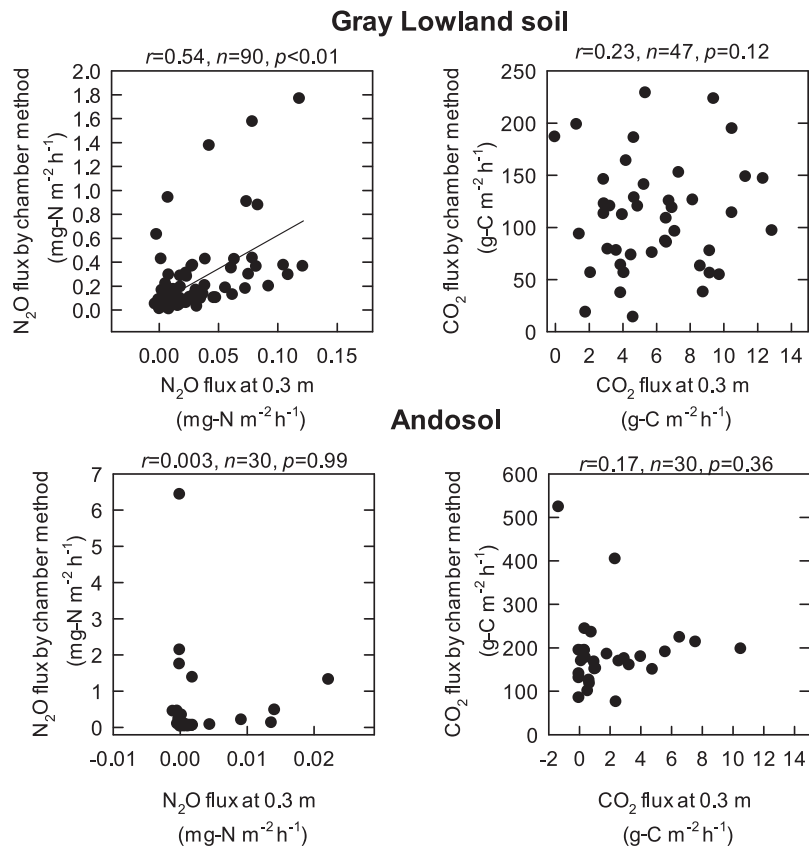 Gray Lowland soil
r=0.54, n=90, p<0.01
N₂O flux by chamber method
(mg-N m⁻² h⁻¹)
2.0
1.8
1.6
1.4
1.2
1.0
0.8
0.6
0.4
0.2
0.0
0.00 0.05 0.10 0.15
N₂O flux at 0.3 m
(mg-N m⁻² h⁻¹)
r=0.23, n=47, p=0.12
CO₂ flux by chamber method
(g-C m⁻² h⁻¹)
250
200
150
100
50
0
0 2 4 6 8 10 12 14
CO₂ flux at 0.3 m
(g-C m⁻² h⁻¹)
Andosol
r=0.003, n=30, p=0.99
N₂O flux by chamber method
(mg-N m⁻² h⁻¹)
7
6
5
4
3
2
1
0
-0.01 0.00 0.01 0.02
N₂O flux at 0.3 m
(mg-N m⁻² h⁻¹)
r=0.17, n=30, p=0.36
CO₂ flux by chamber method
(g-C m⁻² h⁻¹)
600
500
400
300
200
100
0
-2 0 2 4 6 8 10 12 14
CO₂ flux at 0.3 m
(g-C m⁻² h⁻¹)